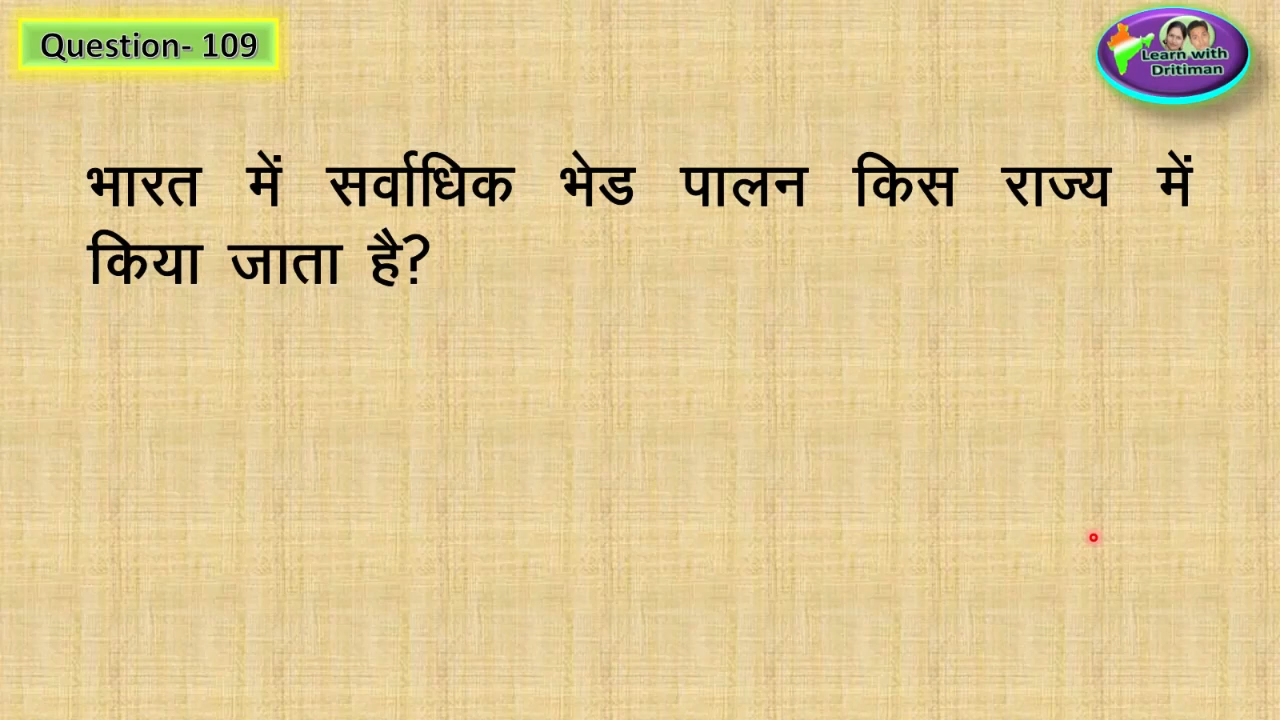 Question- 109
Learn with
Dritiman
भारत में सर्वाधिक भेड पालन किस राज्य में
किया जाता है?